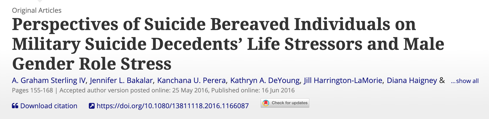 Original Articles
Perspectives of Suicide Bereaved Individuals on
Military Suicide Decedents’ Life Stressors and Male
Gender Role Stress
A. Graham Sterling IV, Jennifer L. Bakalar, Kanchana U. Perera, Kathryn A. DeYoung, Jill Harrington-LaMorie, Diana Haigney & ...show all
Pages 155-168 | Accepted author version posted online: 25 May 2016, Published online: 16 Jun 2016
Download citation https://doi.org/10.1080/13811118.2016.1166087 Check for updates